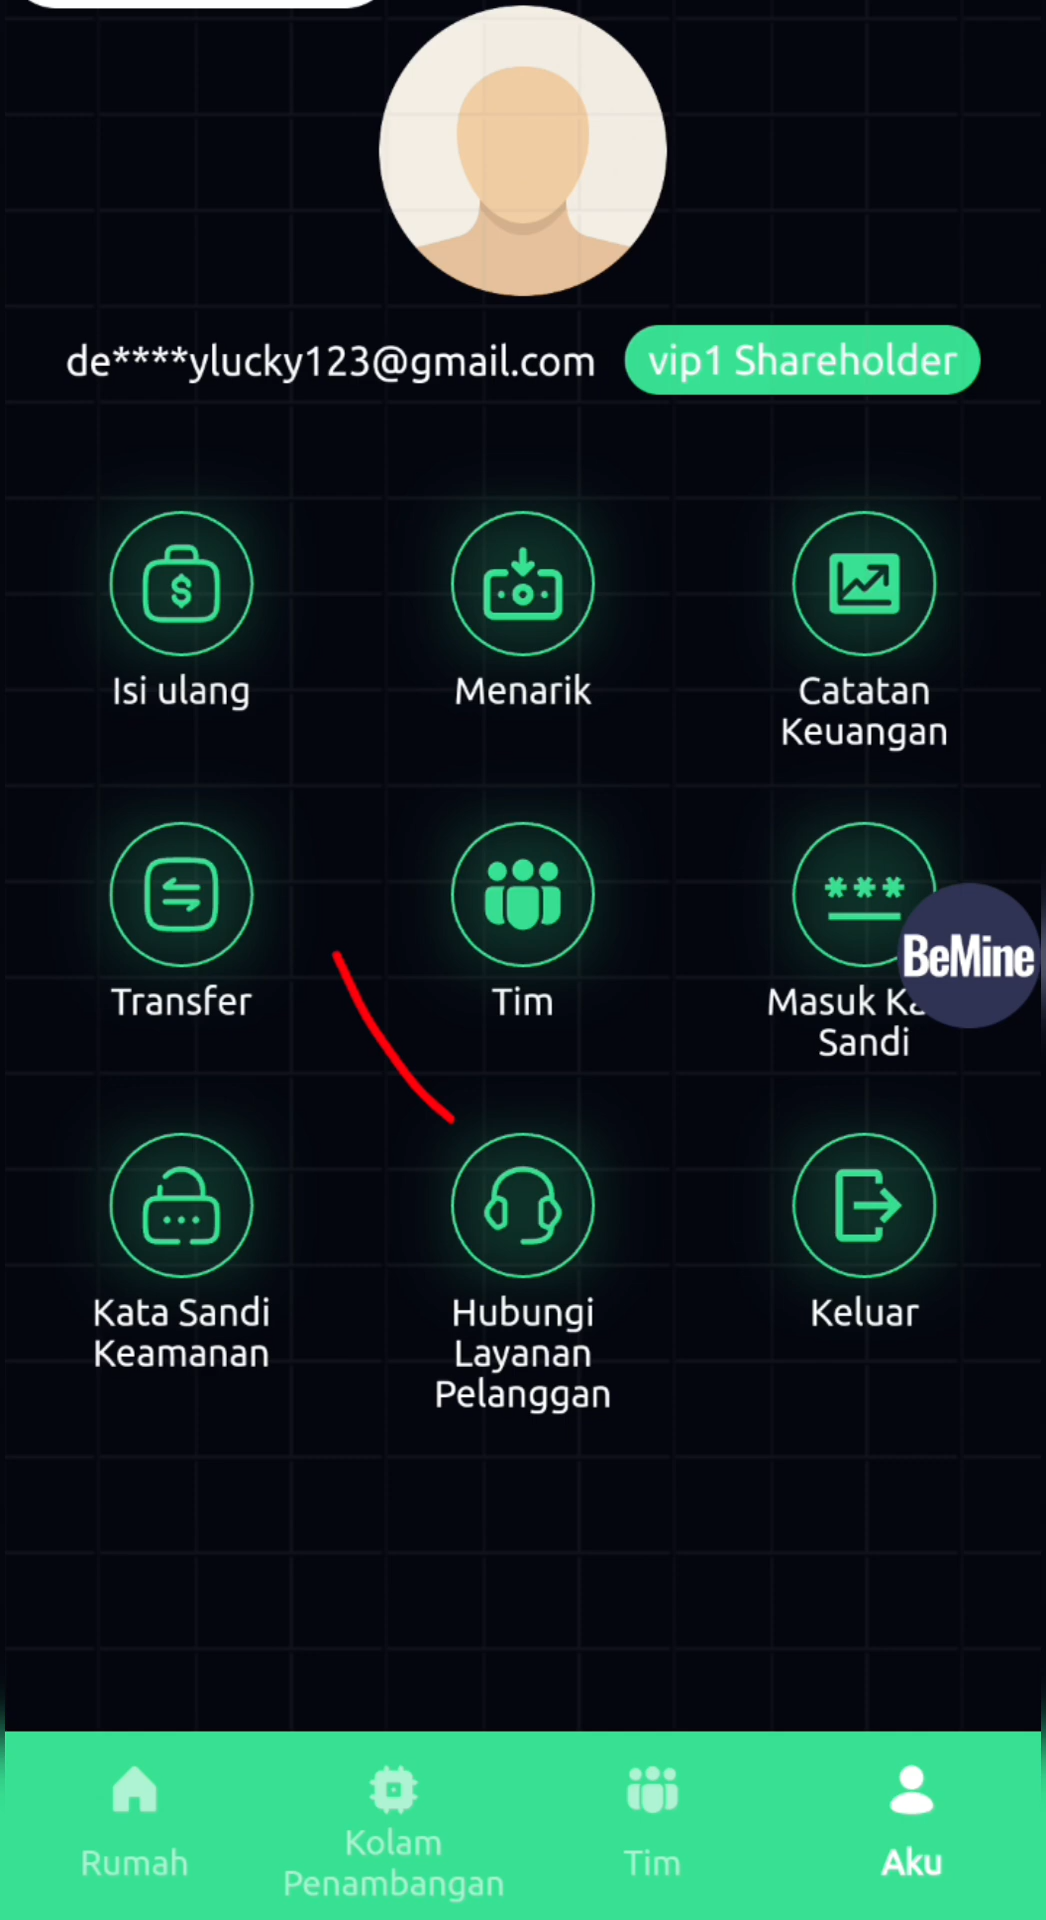 de****ylucky123@gmail.com vip1 Shareholder
Isi ulang
Menarik
Catatan
Keuangan
Transfer
Tim
Masuk
Sandi
BeMine
Kata Sandi
Keamanan
Hubungi
Layanan
Pelanggan
Keluar
Rumah
Kolam
Penambangan
Tim
Aku